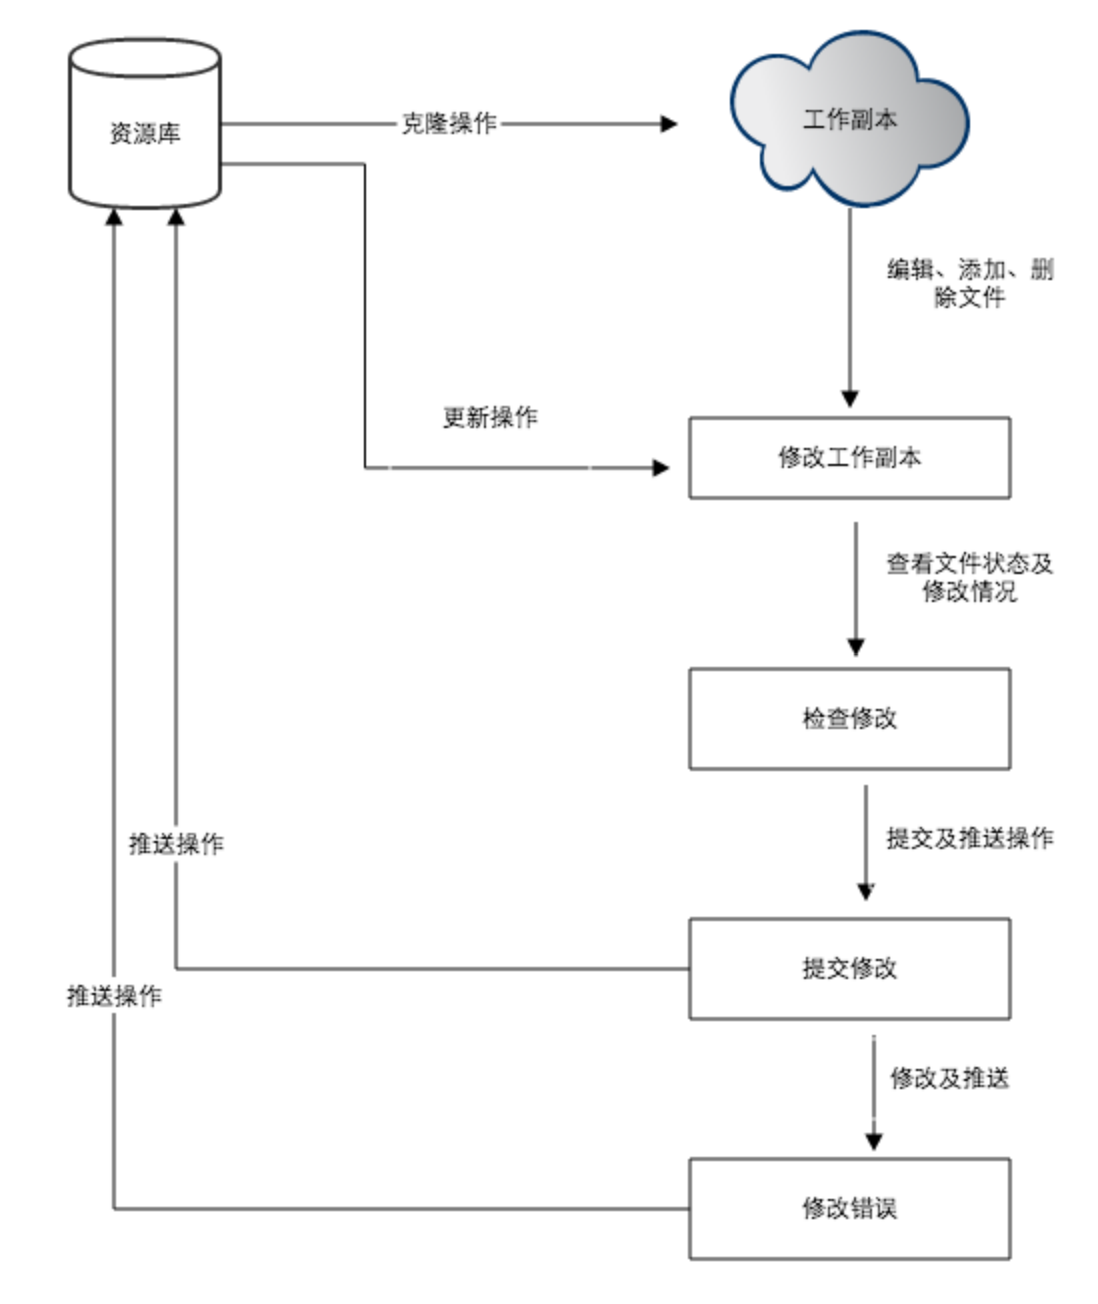 资源库
克隆操作
工作副本
编辑、添加、删
除文件
更新操作
修改工作副本
查看文件状态及
修改情况
检查修改
推送操作
提交及推送操作
提交修改
推送操作
修改及推送
修改错误